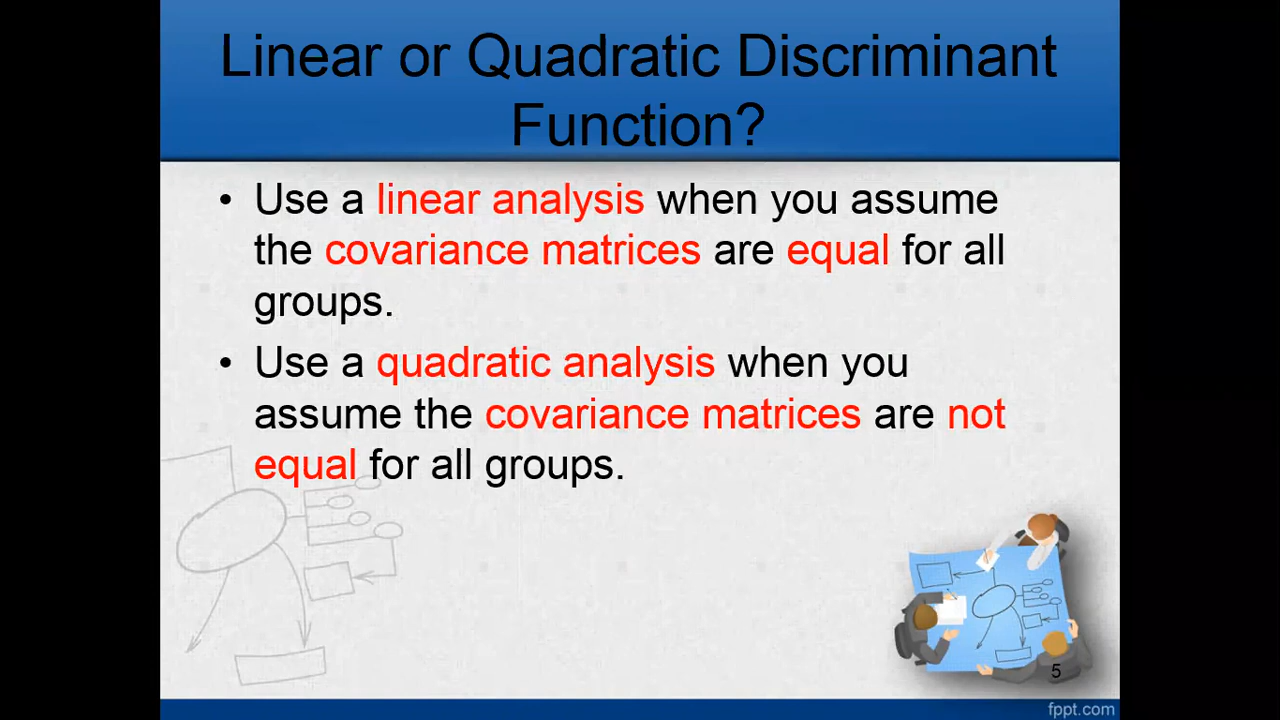 Linear or Quadratic Discriminant
Function?
• Use a linear analysis when you assume
the covariance matrices are equal for all
groups.
• Use a quadratic analysis when you
assume the covariance matrices are not
equal for all groups.
5
fppt.com